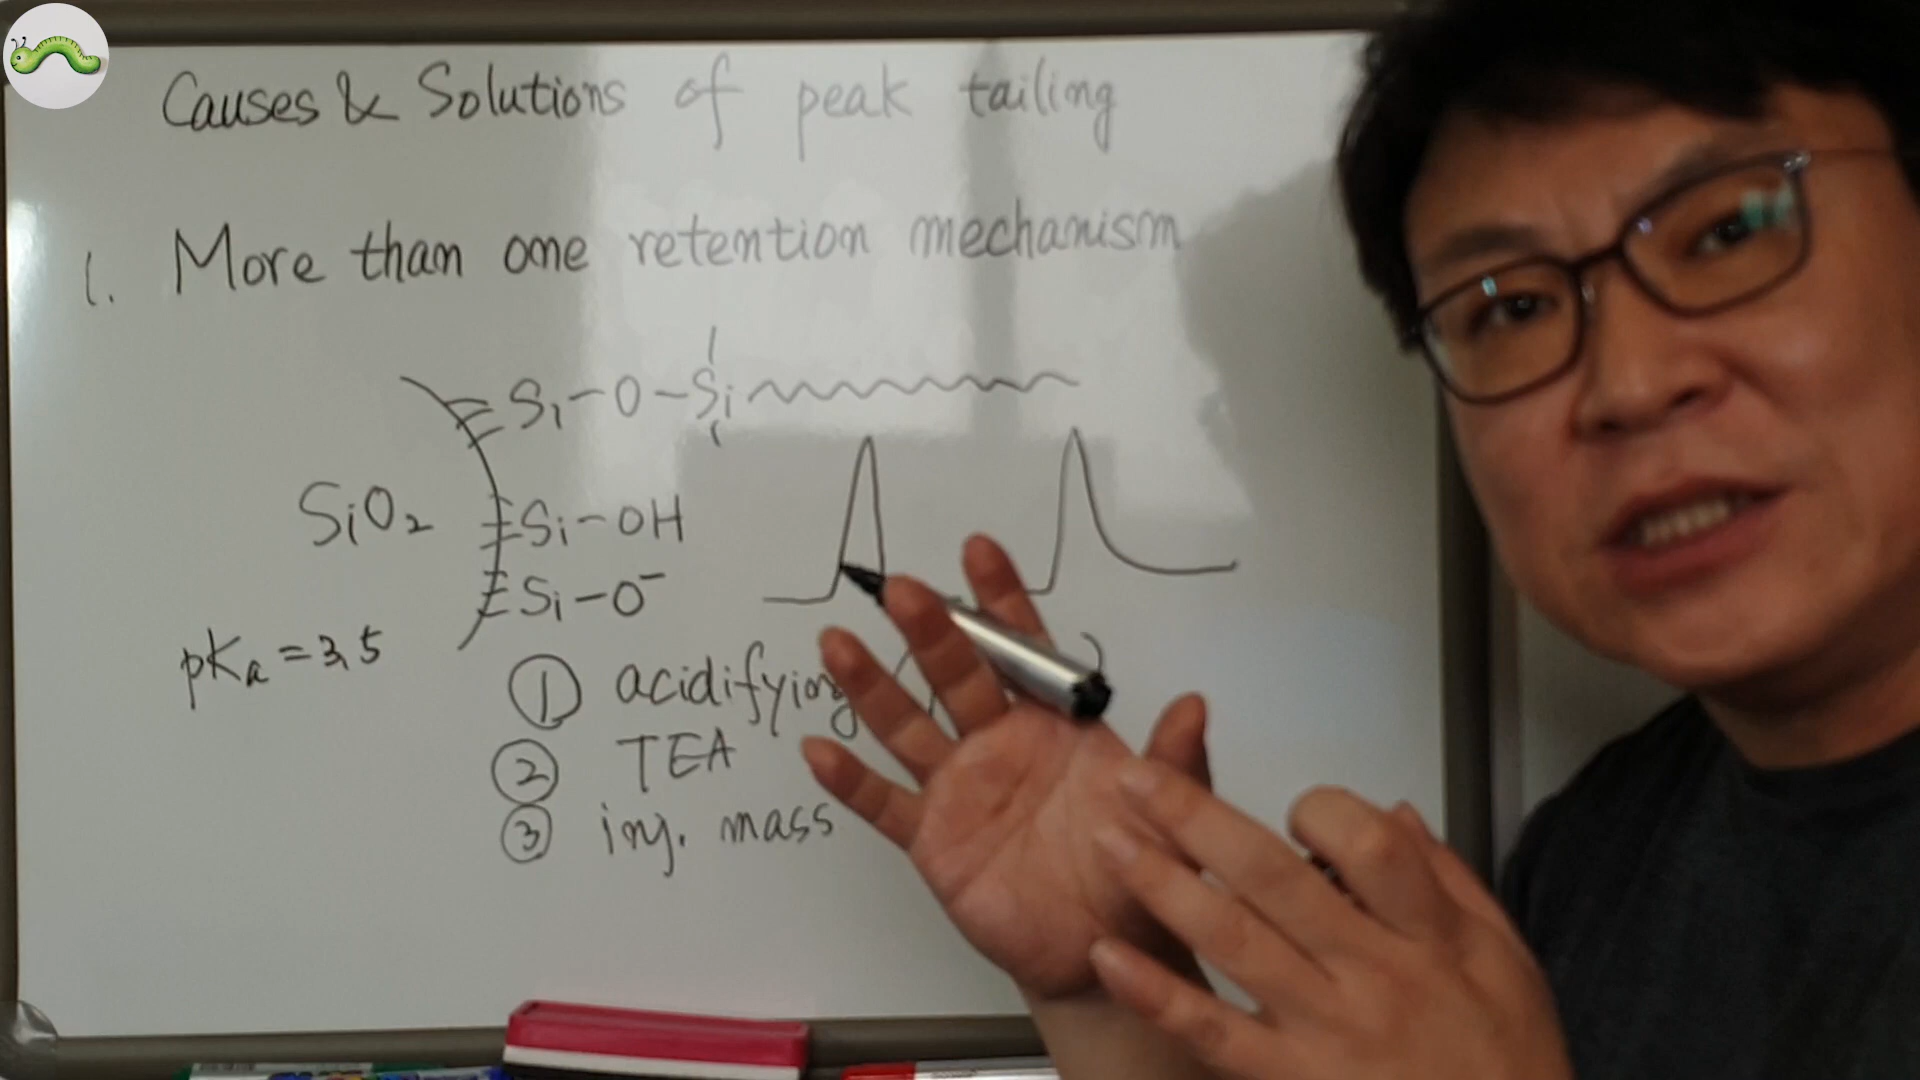 Causes & Solutions of peak tailing
1. More than one retention mechanism
Si-O-Si
SiO2
Si-OH
Si-O⁻
pKa = 3.5
① acidifying
② TEA
③ inj. mass